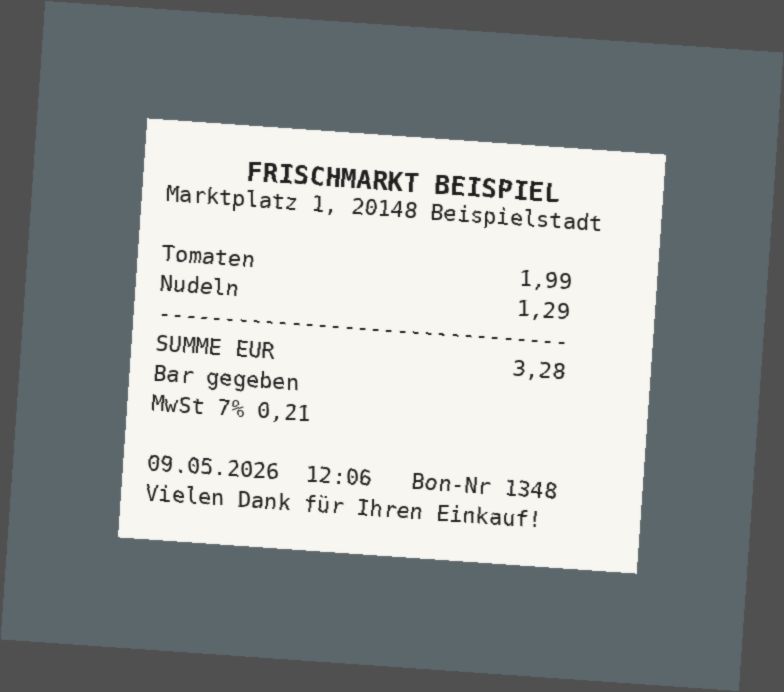 FRISCHMARKT BEISPIEL
Marktplatz 1, 20148 Beispielstadt
Tomaten 1,99
Nudeln 1,29
--------------------------------
SUMME EUR 3,28
Bar gegeben
MwSt 7% 0,21
09.05.2026 12:06 Bon-Nr 1348
Vielen Dank für Ihren Einkauf!